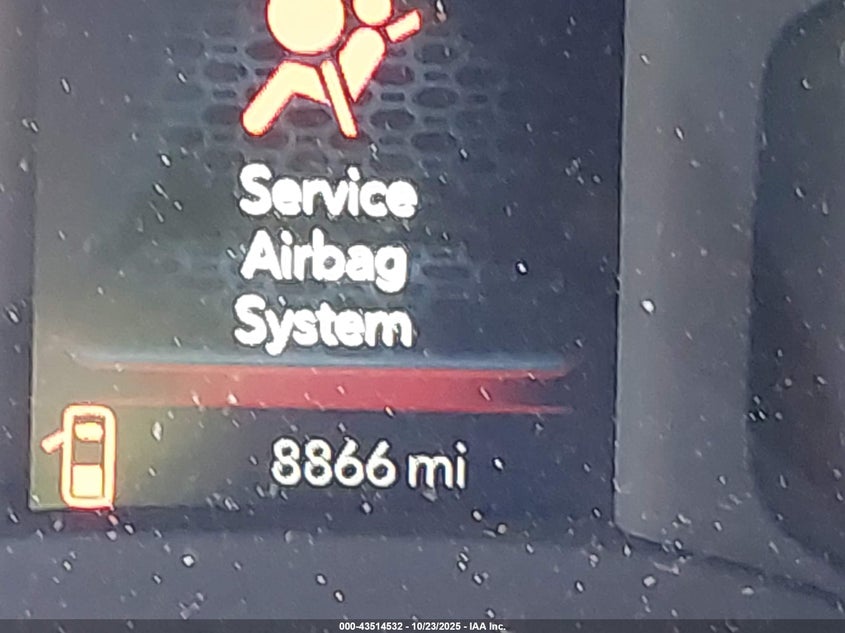 Service
Airbag
System
8866 mi
000-43514532 - 10/23/2025 - IAA Inc.